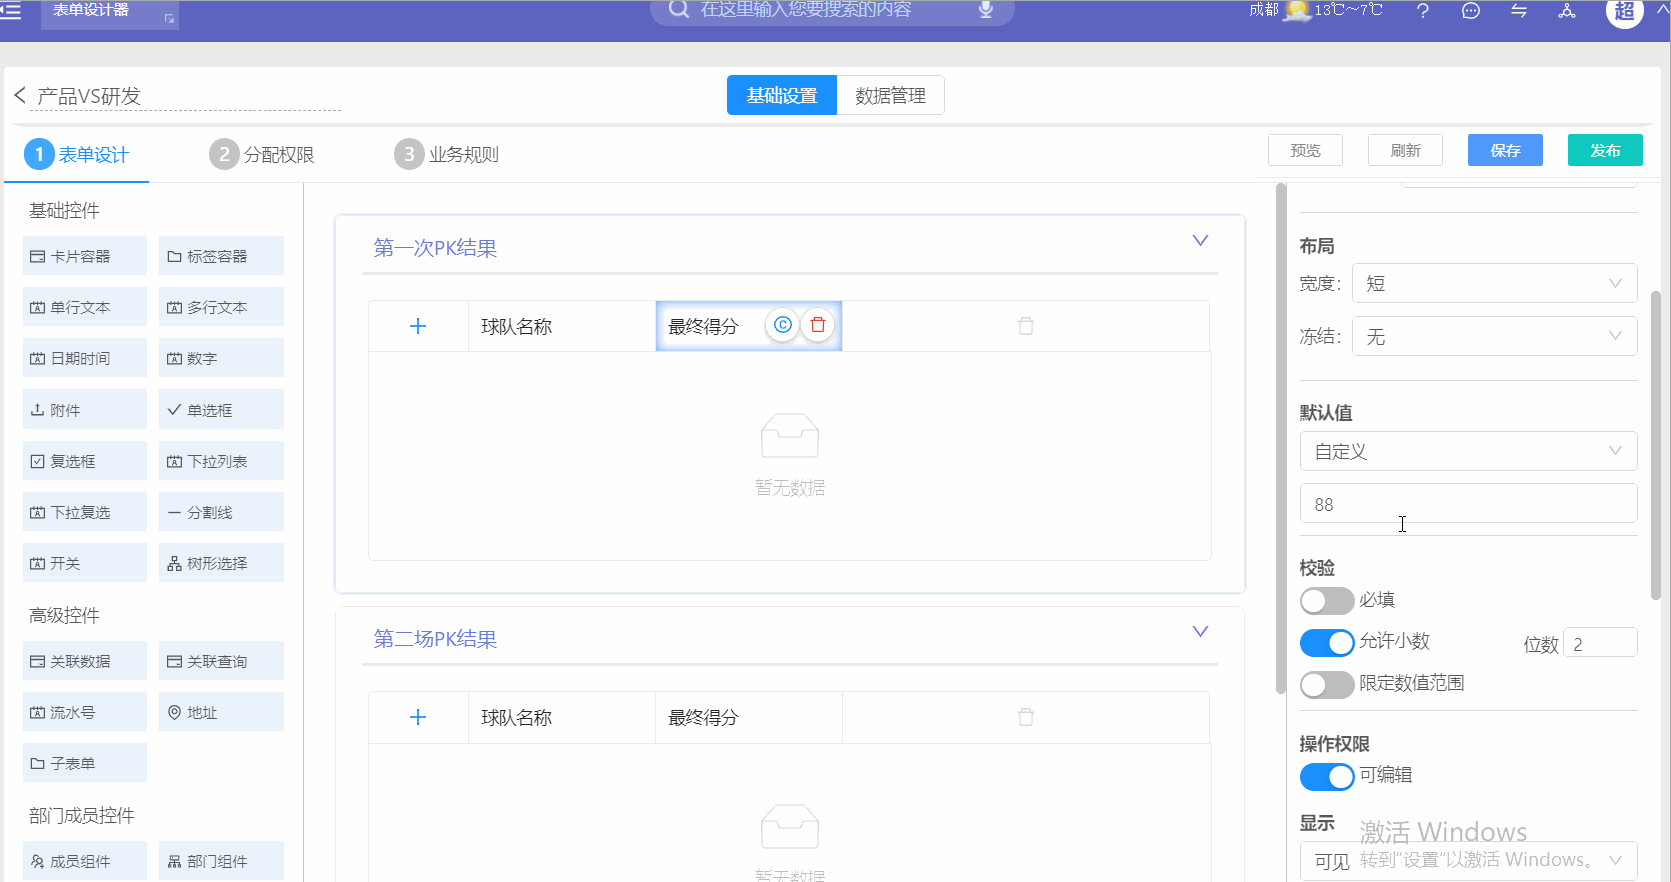 表单设计器
在这里输入您要搜索的内容
成都 13℃～7℃
超
产品VS研发
基础设置
数据管理
1 表单设计
2 分配权限
3 业务规则
预览
刷新
保存
发布
基础控件
卡片容器
标签容器
单行文本
多行文本
日期时间
数字
附件
单选框
复选框
下拉列表
下拉复选
分割线
开关
树形选择
高级控件
关联数据
关联查询
流水号
地址
子表单
部门成员控件
成员组件
部门组件
第一次PK结果
球队名称
最终得分
暂无数据
第二场PK结果
球队名称
最终得分
暂无数据
布局
宽度： 短
冻结： 无
默认值
自定义
88
校验
必填
允许小数 位数 2
限定数值范围
操作权限
可编辑
显示
可见
激活 Windows
转到“设置”以激活 Windows。